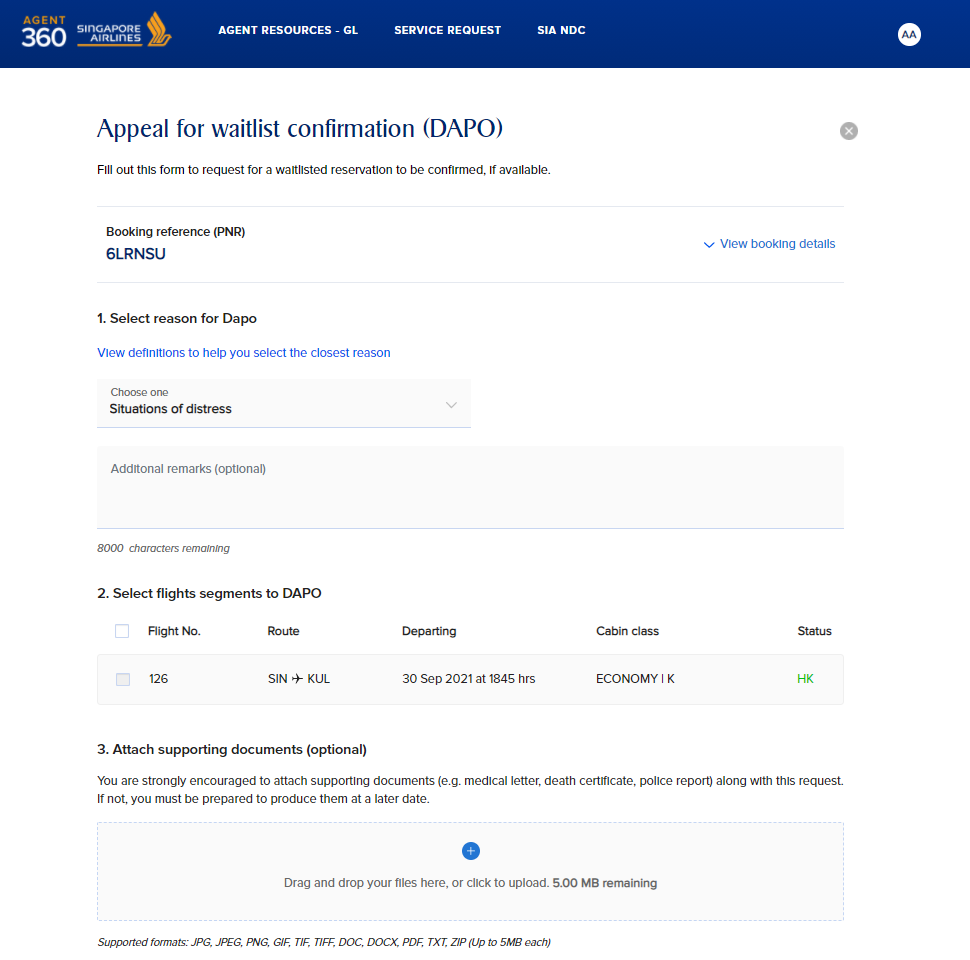 AGENT
360
SINGAPORE
AIRLINES
AGENT RESOURCES - GL SERVICE REQUEST SIA NDC
AA
Appeal for waitlist confirmation (DAPO)
Fill out this form to request for a waitlisted reservation to be confirmed, if available.
Booking reference (PNR)
6LRNSU
View booking details
1. Select reason for Dapo
View definitions to help you select the closest reason
Choose one
Situations of distress
Additonal remarks (optional)
8000 characters remaining
2. Select flights segments to DAPO
Flight No. Route Departing Cabin class Status
126 SIN ✈ KUL 30 Sep 2021 at 1845 hrs ECONOMY | K HK
3. Attach supporting documents (optional)
You are strongly encouraged to attach supporting documents (e.g. medical letter, death certificate, police report) along with this request.
If not, you must be prepared to produce them at a later date.
Drag and drop your files here, or click to upload. 5.00 MB remaining
Supported formats: JPG, JPEG, PNG, GIF, TIF, TIFF, DOC, DOCX, PDF, TXT, ZIP (Up to 5MB each)